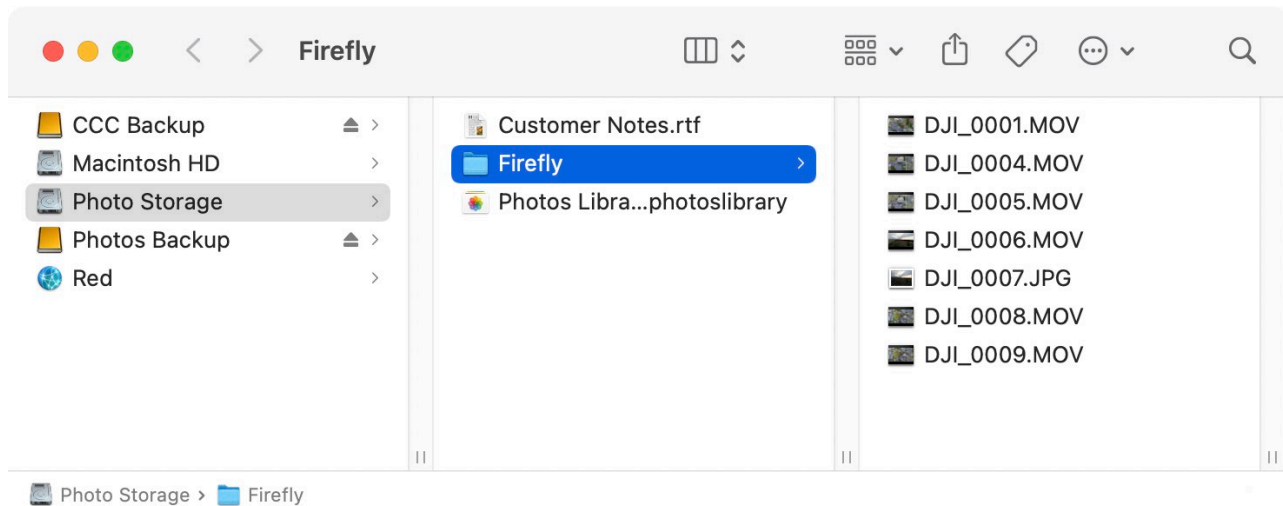 Firefly
CCC Backup
Macintosh HD
Photo Storage
Photos Backup
Red
Customer Notes.rtf
Firefly
Photos Libra...photoslibrary
DJI_0001.MOV
DJI_0004.MOV
DJI_0005.MOV
DJI_0006.MOV
DJI_0007.JPG
DJI_0008.MOV
DJI_0009.MOV
Photo Storage › Firefly